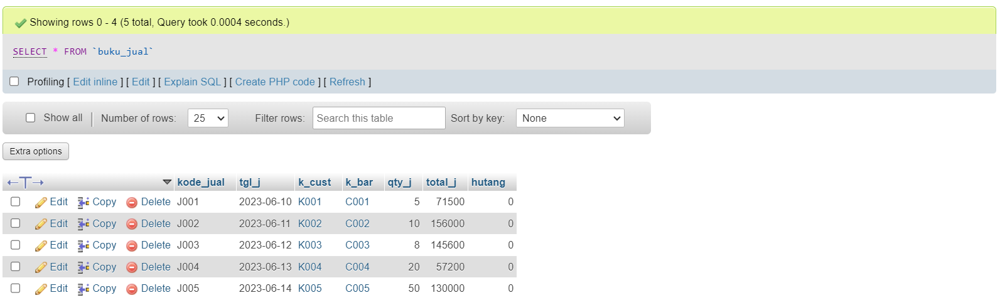 Showing rows 0 - 4 (5 total, Query took 0.0004 seconds.)
SELECT * FROM `buku_jual`
Profiling [ Edit inline ] [ Edit ] [ Explain SQL ] [ Create PHP code ] [ Refresh ]
Show all | Number of rows: 25 Filter rows: Search this table Sort by key: None
Extra options
←T→ kode_jual tgl_j k_cust k_bar qty_j total_j hutang
Edit Copy Delete J001 2023-06-10 K001 C001 5 71500 0
Edit Copy Delete J002 2023-06-11 K002 C002 10 156000 0
Edit Copy Delete J003 2023-06-12 K003 C003 8 145600 0
Edit Copy Delete J004 2023-06-13 K004 C004 20 57200 0
Edit Copy Delete J005 2023-06-14 K005 C005 50 130000 0